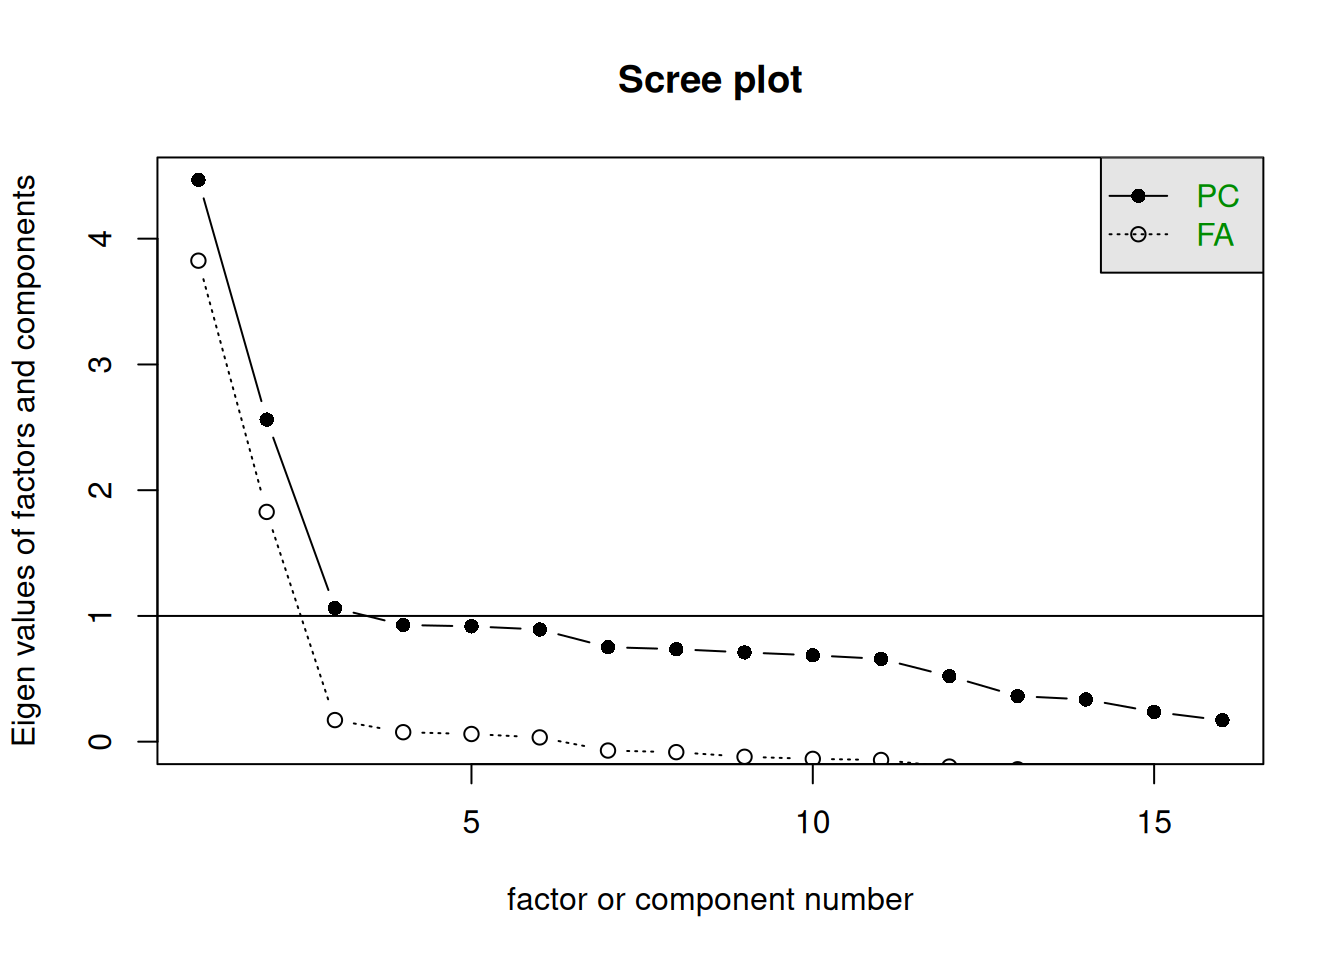 Scree plot
Eigen values of factors and components
4
3
2
1
0
PC
FA
5 10 15
factor or component number